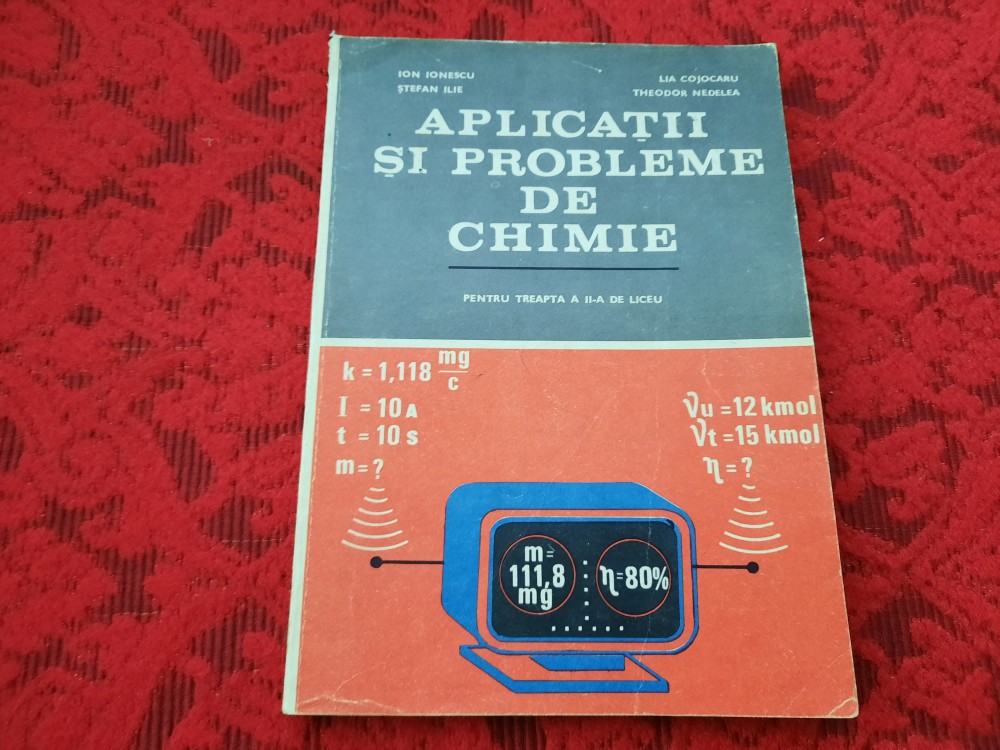 ION IONESCU
ŞTEFAN ILIE
LIA COJOCARU
THEODOR NEDELEA
APLICAŢII
ŞI PROBLEME
DE
CHIMIE
PENTRU TREAPTA A II-A DE LICEU
k = 1,118 mg/c
I = 10 A
t = 10 s
m = ?
νu = 12 kmol
νt = 15 kmol
η = ?
m =
111,8
mg
η = 80%